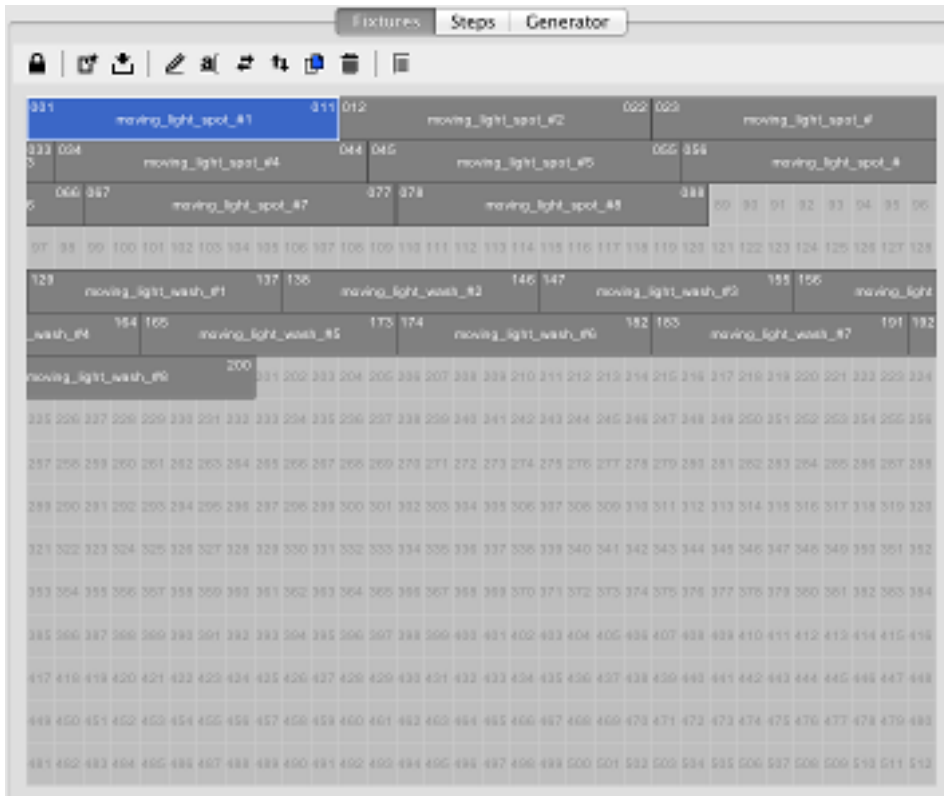 Fixtures Steps Generator
a(
001 011 012 022 023
moving_light_spot_#1 moving_light_spot_#2 moving_light_spot_#
033 034 044 045 055 056
3 moving_light_spot_#4 moving_light_spot_#5 moving_light_spot_#
066 067 077 078 088
6 moving_light_spot_#7 moving_light_spot_#8 89 90 91 92 93 94 95 96
97 98 99 100 101 102 103 104 105 106 107 108 109 110 111 112 113 114 115 116 117 118 119 120 121 122 123 124 125 126 127 128
129 137 138 146 147 155 156
moving_light_wash_#1 moving_light_wash_#2 moving_light_wash_#3 moving_light
164 165 173 174 182 183 191 192
_wash_#4 moving_light_wash_#5 moving_light_wash_#6 moving_light_wash_#7
200
moving_light_wash_#8 201 202 203 204 205 206 207 208 209 210 211 212 213 214 215 216 217 218 219 220 221 222 223 224
225 226 227 228 229 230 231 232 233 234 235 236 237 238 239 240 241 242 243 244 245 246 247 248 249 250 251 252 253 254 255 256
257 258 259 260 261 262 263 264 265 266 267 268 269 270 271 272 273 274 275 276 277 278 279 280 281 282 283 284 285 286 287 288
289 290 291 292 293 294 295 296 297 298 299 300 301 302 303 304 305 306 307 308 309 310 311 312 313 314 315 316 317 318 319 320
321 322 323 324 325 326 327 328 329 330 331 332 333 334 335 336 337 338 339 340 341 342 343 344 345 346 347 348 349 350 351 352
353 354 355 356 357 358 359 360 361 362 363 364 365 366 367 368 369 370 371 372 373 374 375 376 377 378 379 380 381 382 383 384
385 386 387 388 389 390 391 392 393 394 395 396 397 398 399 400 401 402 403 404 405 406 407 408 409 410 411 412 413 414 415 416
417 418 419 420 421 422 423 424 425 426 427 428 429 430 431 432 433 434 435 436 437 438 439 440 441 442 443 444 445 446 447 448
449 450 451 452 453 454 455 456 457 458 459 460 461 462 463 464 465 466 467 468 469 470 471 472 473 474 475 476 477 478 479 480
481 482 483 484 485 486 487 488 489 490 491 492 493 494 495 496 497 498 499 500 501 502 503 504 505 506 507 508 509 510 511 512